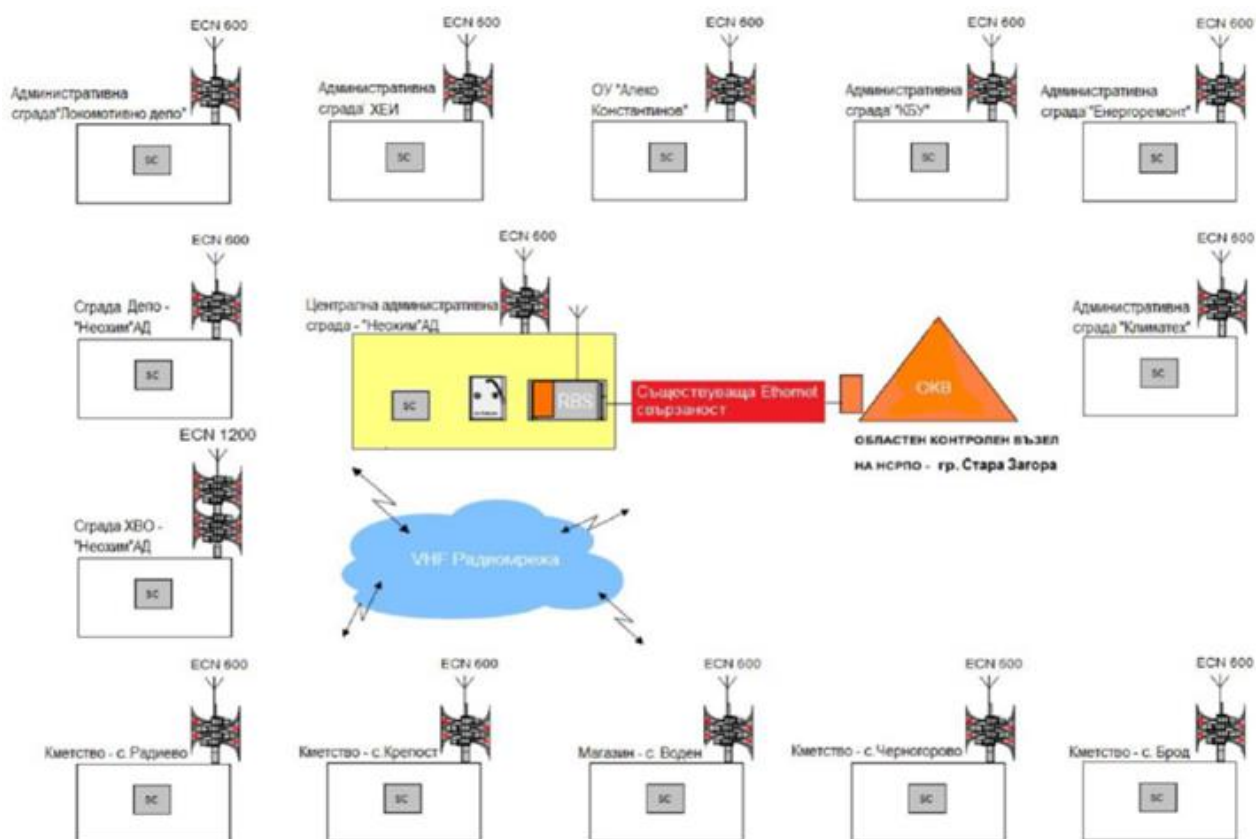 ECN 600
Административна
сграда"Локомотивно депо"
SC
ECN 600
Административна
сграда ХЕИ
SC
ECN 600
ОУ "Алеко
Константинов"
SC
ECN 600
Административна
сграда "КБУ"
SC
ECN 600
Административна
сграда "Енергоремонт"
SC
ECN 600
Сграда Депо -
"Неохим"АД
SC
ECN 600
Централна административна
сграда - "Неохим"АД
SC
RBS
Съществуваща Ethernet
свързаност
ОКВ
ОБЛАСТЕН КОНТРОЛЕН ВЪЗЕЛ
НА НСРПО - гр. Стара Загора
ECN 600
Административна
сграда "Климатех"
SC
ECN 1200
Сграда ХВО -
"Неохим"АД
SC
VHF Радиомрежа
ECN 600
Кметство - с. Радиево
SC
ECN 600
Кметство - с.Крепост
SC
ECN 600
Магазин - с. Воден
SC
ECN 600
Кметство - с.Черногорово
SC
ECN 600
Кметство - с. Брод
SC